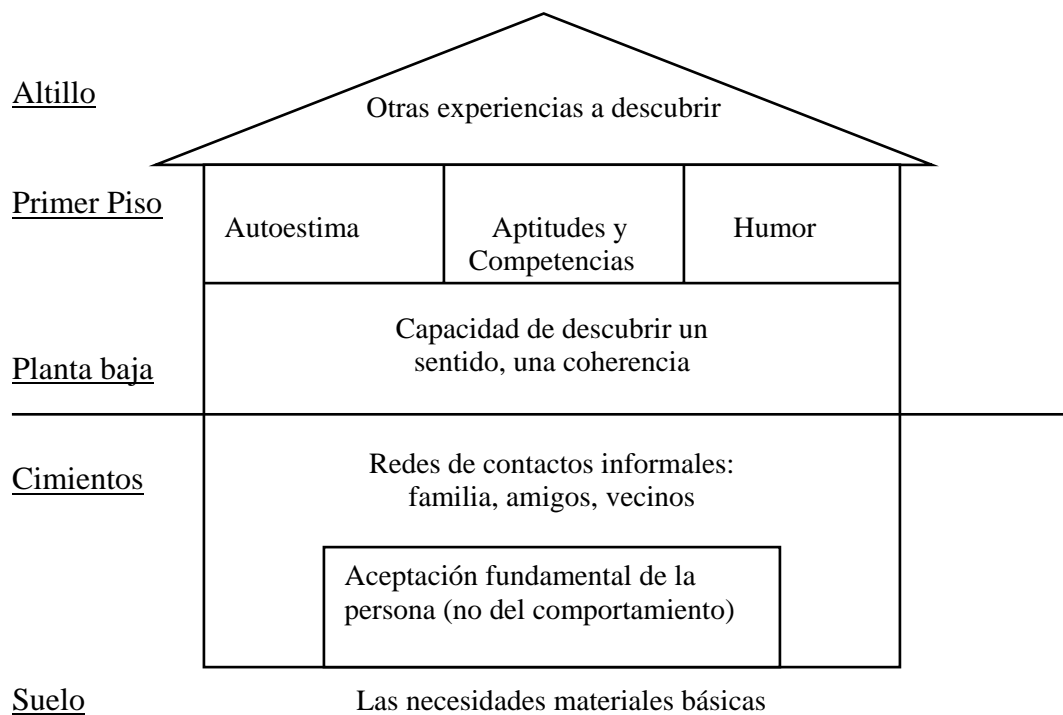 Altillo
Otras experiencias a descubrir
Primer Piso
Autoestima
Aptitudes y
Competencias
Humor
Capacidad de descubrir un
sentido, una coherencia
Planta baja
Cimientos
Redes de contactos informales:
familia, amigos, vecinos
Aceptación fundamental de la
persona (no del comportamiento)
Suelo
Las necesidades materiales básicas